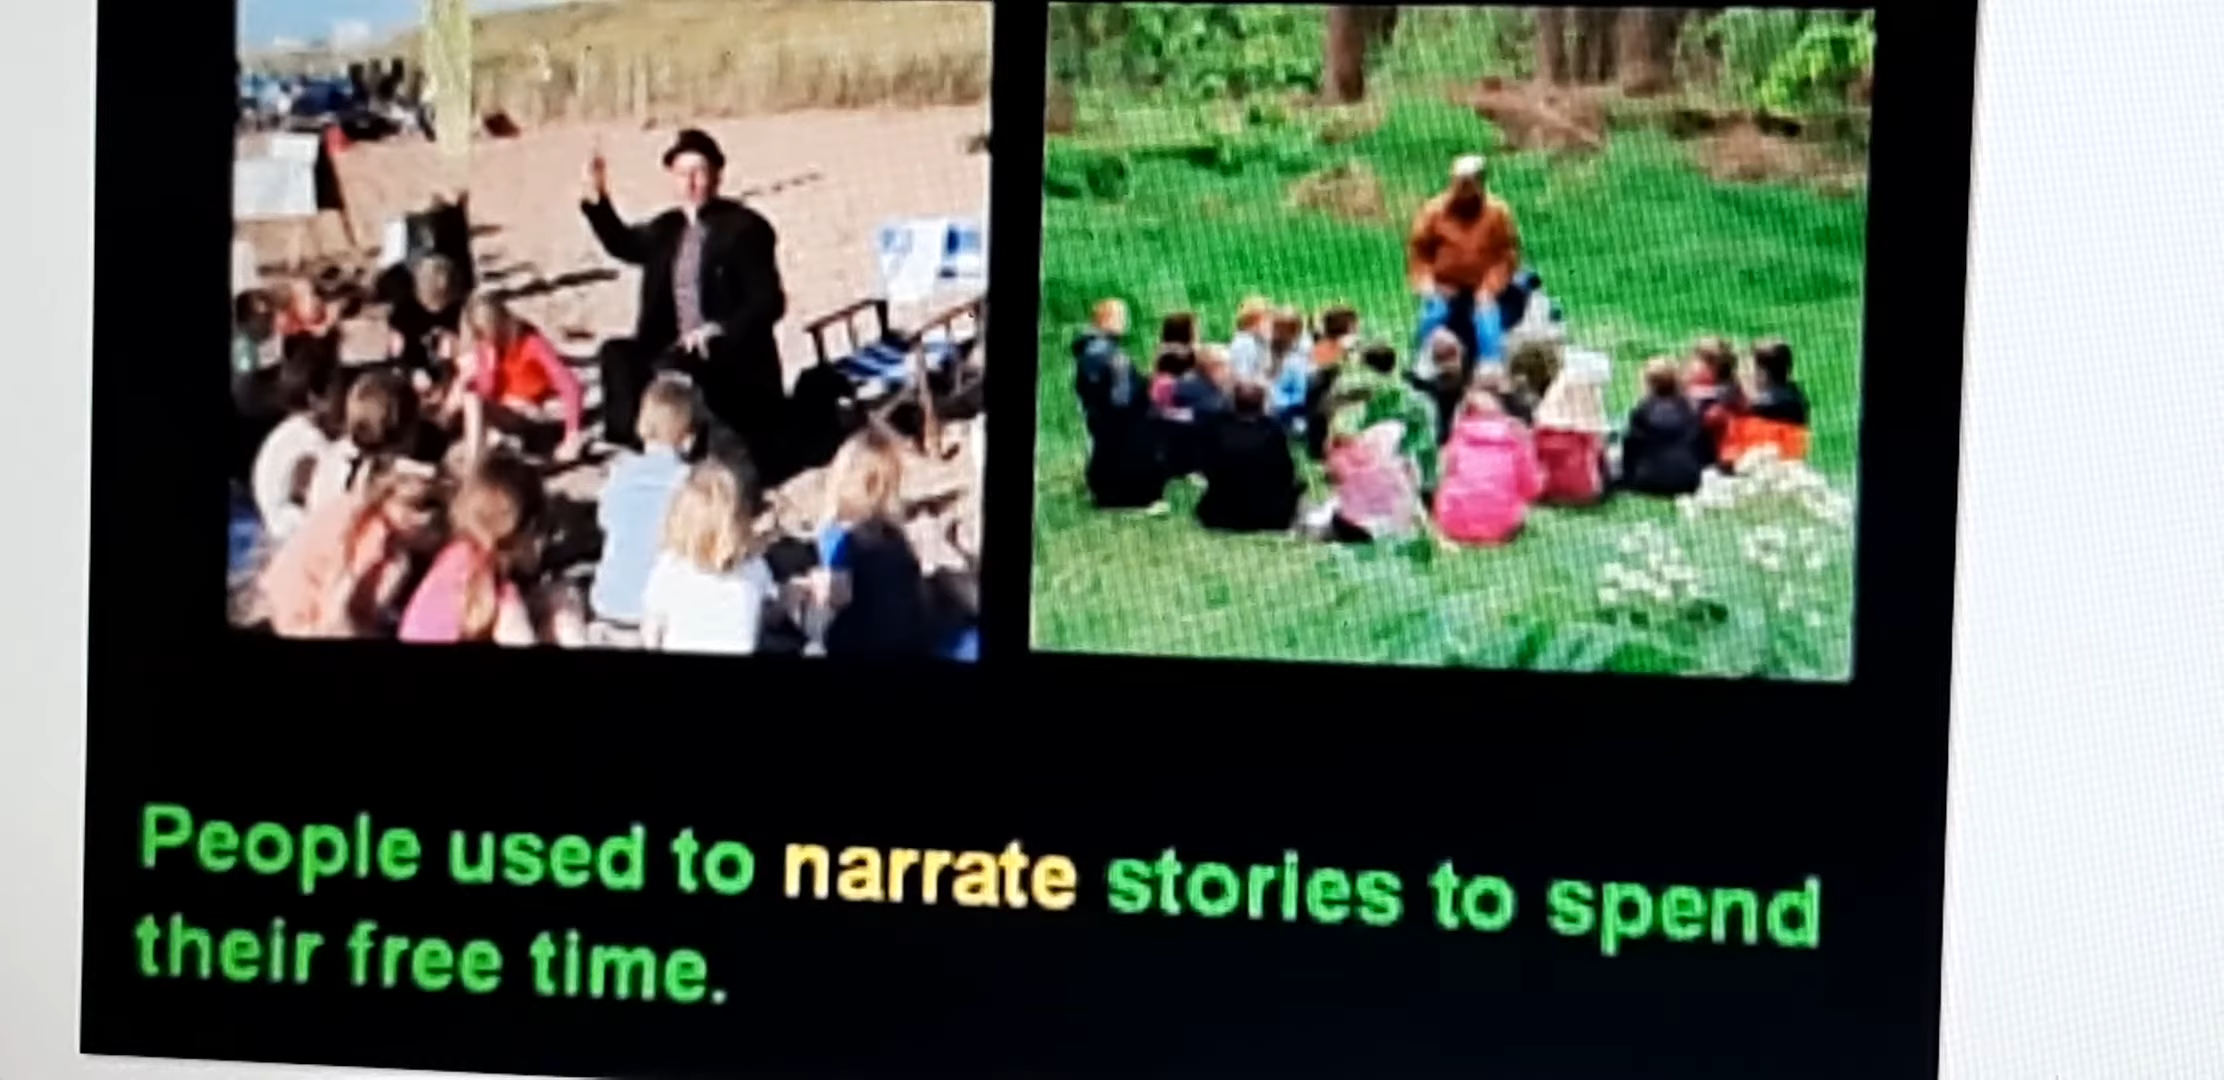 People used to narrate stories to spend
their free time.